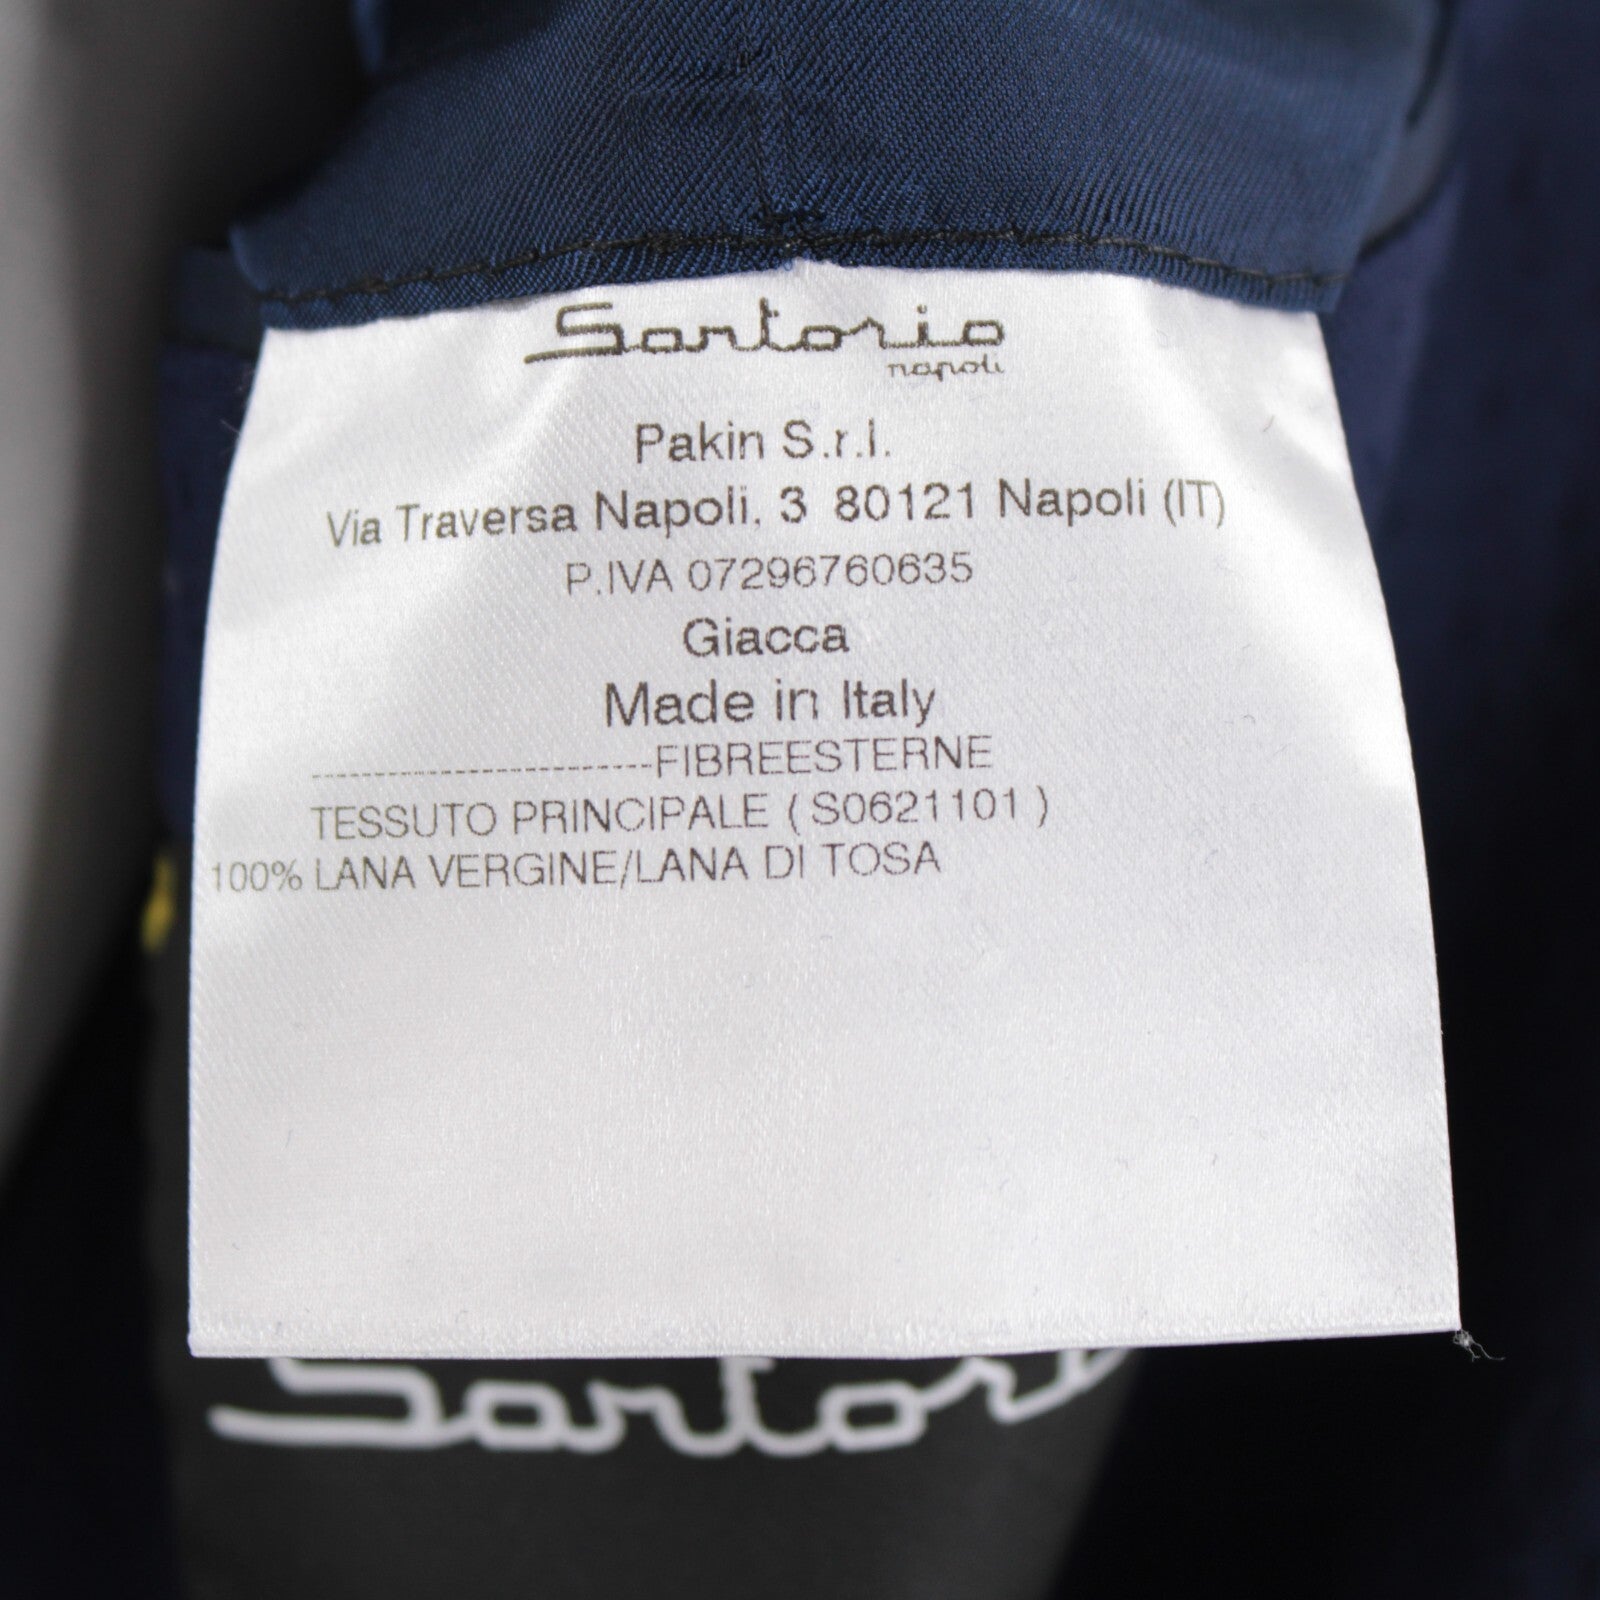 Sartorio
napoli
Pakin S.r.l.
Via Traversa Napoli, 3 80121 Napoli (IT)
P.IVA 07296760635
Giacca
Made in Italy
---------------------------FIBREESTERNE
TESSUTO PRINCIPALE ( S0621101 )
100% LANA VERGINE/LANA DI TOSA
Sartori